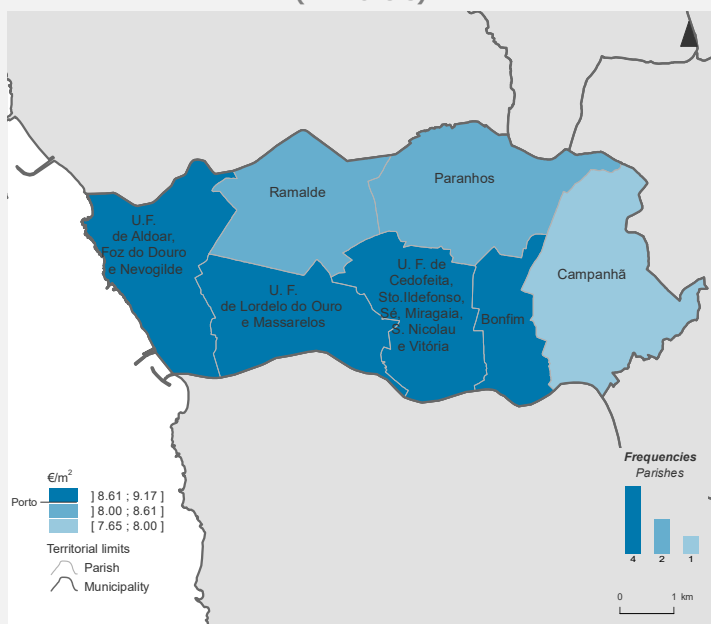 Ramalde
Paranhos
U.F.
de Aldoar,
Foz do Douro
e Nevogilde
U. F.
de Lordelo do Ouro
e Massarelos
U. F. de
Cedofeita,
Sto.Ildefonso,
Sé, Miragaia,
S. Nicolau
e Vitória
Bonfim
Campanhã
€/m²
Porto
] 8.61 ; 9.17 ]
] 8.00 ; 8.61 ]
[ 7.65 ; 8.00 ]
Territorial limits
Parish
Municipality
Frequencies
Parishes
4 2 1
0 1 km